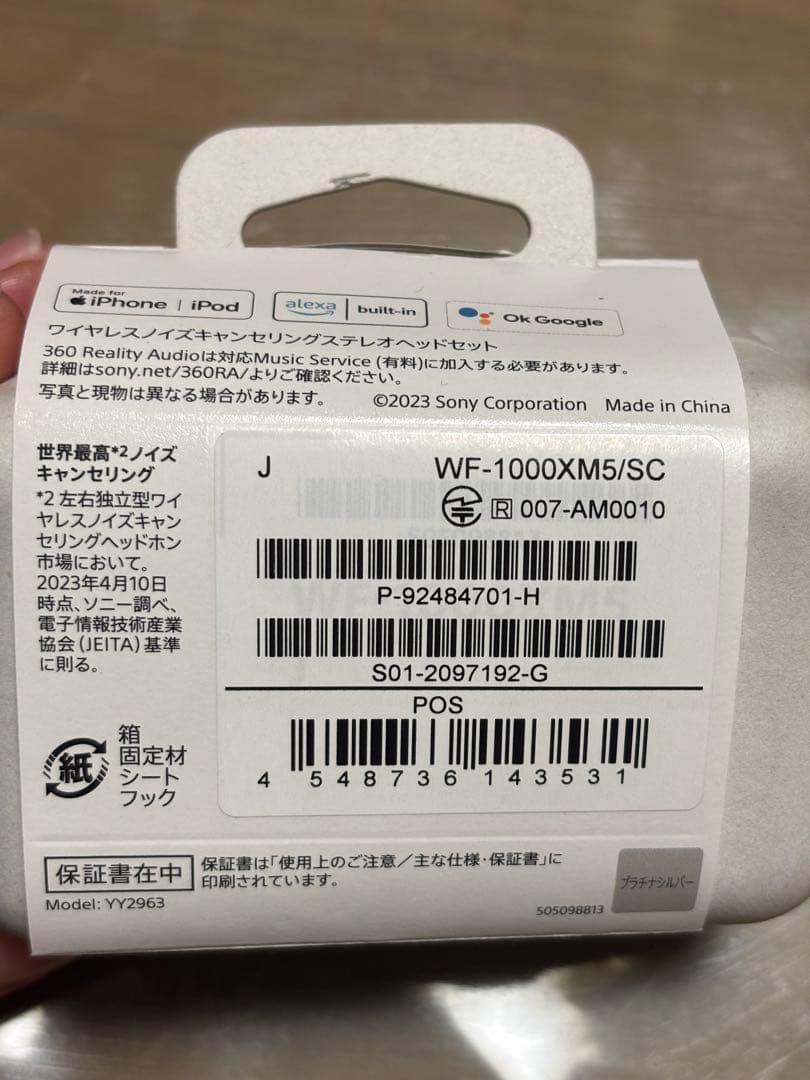 Made for
iPhone | iPod
alexa | built-in
Ok Google
ワイヤレスノイズキャンセリングステレオヘッドセット
360 Reality Audioは対応Music Service (有料)に加入する必要があります。
詳細はsony.net/360RA/よりご確認ください。
写真と現物は異なる場合があります。
©2023 Sony Corporation Made in China
世界最高*2ノイズ
キャンセリング
*2 左右独立型ワイ
ヤレスノイズキャン
セリングヘッドホン
市場において。
2023年4月10日
時点、ソニー調べ、
電子情報技術産業
協会(JEITA)基準
に則る。
J WF-1000XM5/SC
R 007-AM0010
P-92484701-H
S01-2097192-G
POS
4 548736 143531
紙
箱
固定材
シート
フック
保証書在中
保証書は「使用上のご注意/主な仕様・保証書」に
印刷されています。
Model: YY2963
505098813
プラチナシルバー